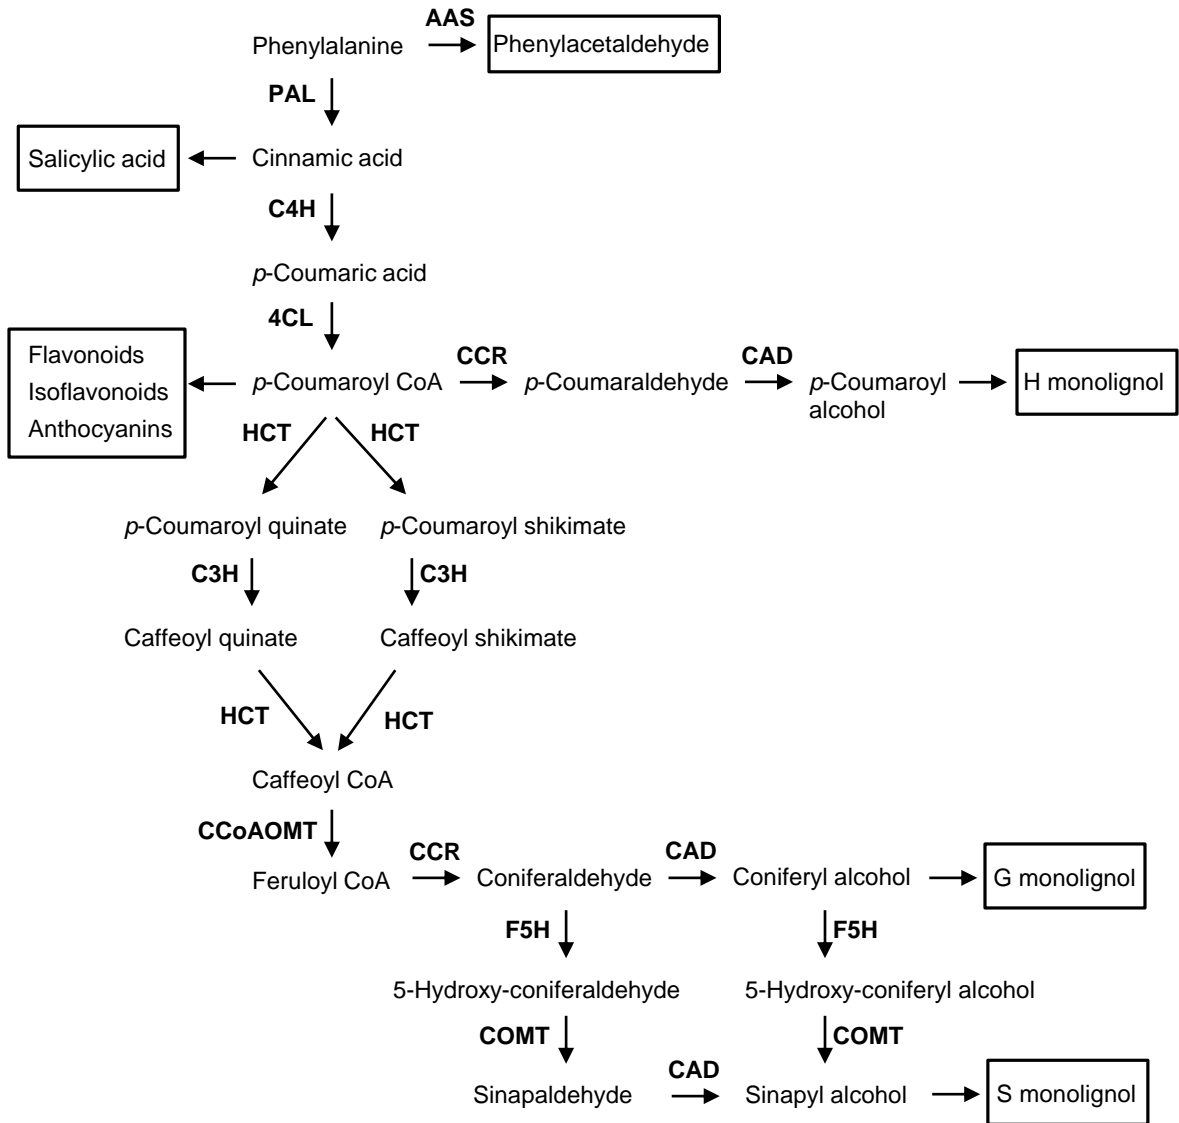 AAS
Phenylalanine
Phenylacetaldehyde
PAL
Salicylic acid
Cinnamic acid
C4H
p-Coumaric acid
4CL
Flavonoids
Isoflavonoids
Anthocyanins
p-Coumaroyl CoA
CCR
p-Coumaraldehyde
CAD
p-Coumaroyl
alcohol
H monolignol
HCT
HCT
p-Coumaroyl quinate
p-Coumaroyl shikimate
C3H
C3H
Caffeoyl quinate
Caffeoyl shikimate
HCT
HCT
Caffeoyl CoA
CCoAOMT
Feruloyl CoA
CCR
Coniferaldehyde
CAD
Coniferyl alcohol
G monolignol
F5H
F5H
5-Hydroxy-coniferaldehyde
5-Hydroxy-coniferyl alcohol
COMT
COMT
Sinapaldehyde
CAD
Sinapyl alcohol
S monolignol